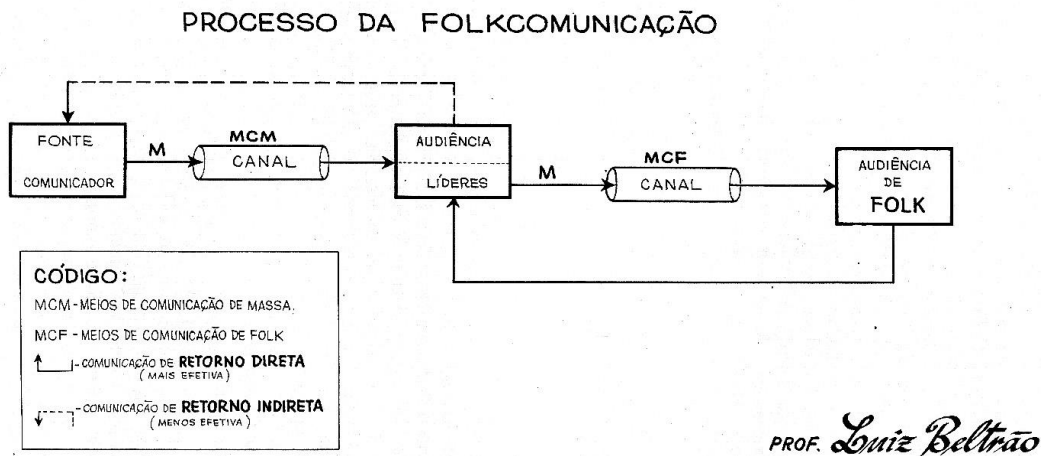 PROCESSO DA FOLKCOMUNICAÇÃO
FONTE
COMUNICADOR
M
MCM
CANAL
AUDIÊNCIA
LÍDERES
M
MCF
CANAL
AUDIÊNCIA
DE
FOLK
CÓDIGO:
MCM-MEIOS DE COMUNICAÇÃO DE MASSA.
MCF-MEIOS DE COMUNICAÇÃO DE FOLK
-COMUNICAÇÃO DE RETORNO DIRETA
(MAIS EFETIVA)
-COMUNICAÇÃO DE RETORNO INDIRETA
(MENOS EFETIVA)
PROF. Luiz Beltrão